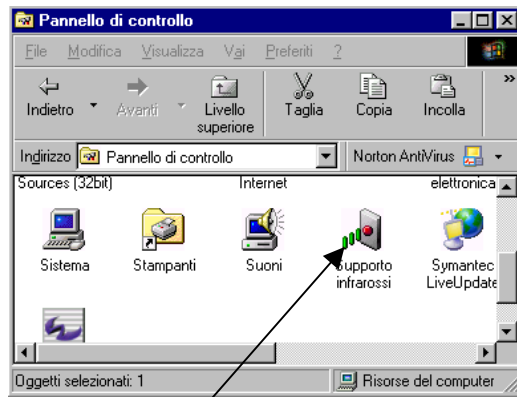 Pannello di controllo
File Modifica Visualizza Vai Preferiti ?
Indietro Avanti Livello superiore Taglia Copia Incolla »
Indirizzo Pannello di controllo Norton AntiVirus
Sources (32bit) Internet elettronica
Sistema Stampanti Suoni Supporto infrarossi Symantec LiveUpdate
Oggetti selezionati: 1 Risorse del computer